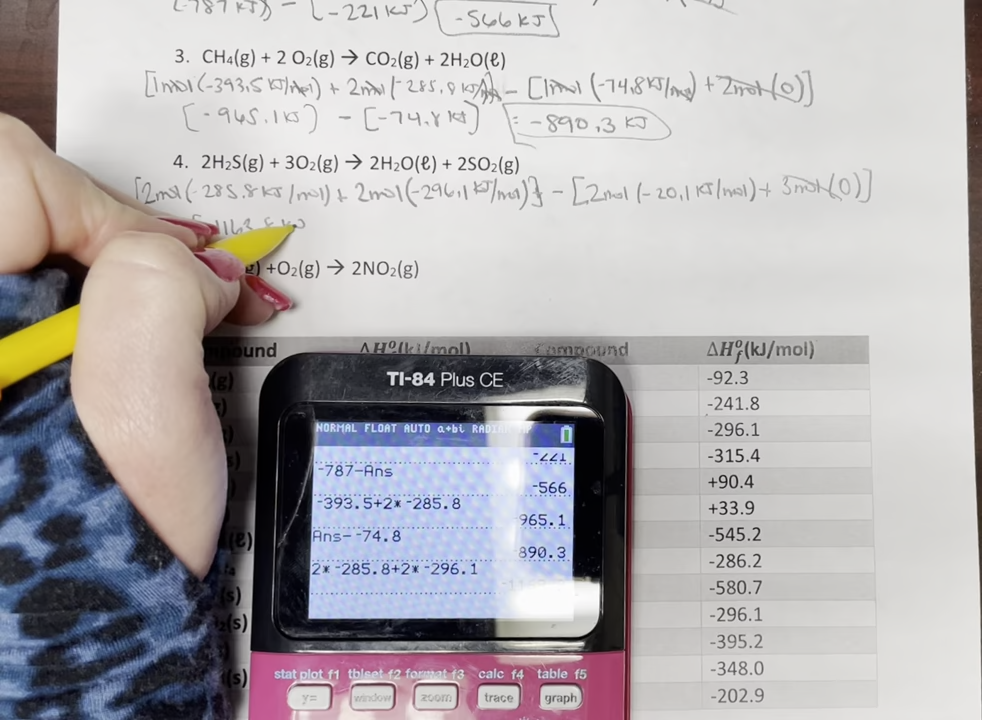 (-787 KJ) - [-221 KJ) -566 KJ
3. CH₄(g) + 2 O₂(g) → CO₂(g) + 2H₂O(ℓ)
[1mol(-393.5 KJ/mol) + 2mol(-285.8 KJ/mol)] - [1mol(-74.8 KJ/mol) + 2mol(0)]
[-965.1 KJ) - [-74.8 KJ] = -890.3 KJ
4. 2H₂S(g) + 3O₂(g) → 2H₂O(ℓ) + 2SO₂(g)
[2mol(-285.8 KJ/mol) + 2mol(-296.1 KJ/mol)] - [2mol(-20.1 KJ/mol) + 3mol(0)]
+O₂(g) → 2NO₂(g)
ΔH°f(kJ/mol) Compound ΔH°f(kJ/mol)
-92.3
-241.8
-296.1
-315.4
+90.4
+33.9
(ℓ) -545.2
-286.2
-580.7
(s) -296.1
(s) -395.2
-348.0
(s) -202.9
TI-84 Plus CE
NORMAL FLOAT AUTO a+bi RADIAN MP
-221
-787-Ans
-566
-393.5+2*-285.8
-965.1
Ans--74.8
-890.3
2*-285.8+2*-296.1
stat plot f1 tblset f2 format f3 calc f4 table f5
y= window zoom trace graph